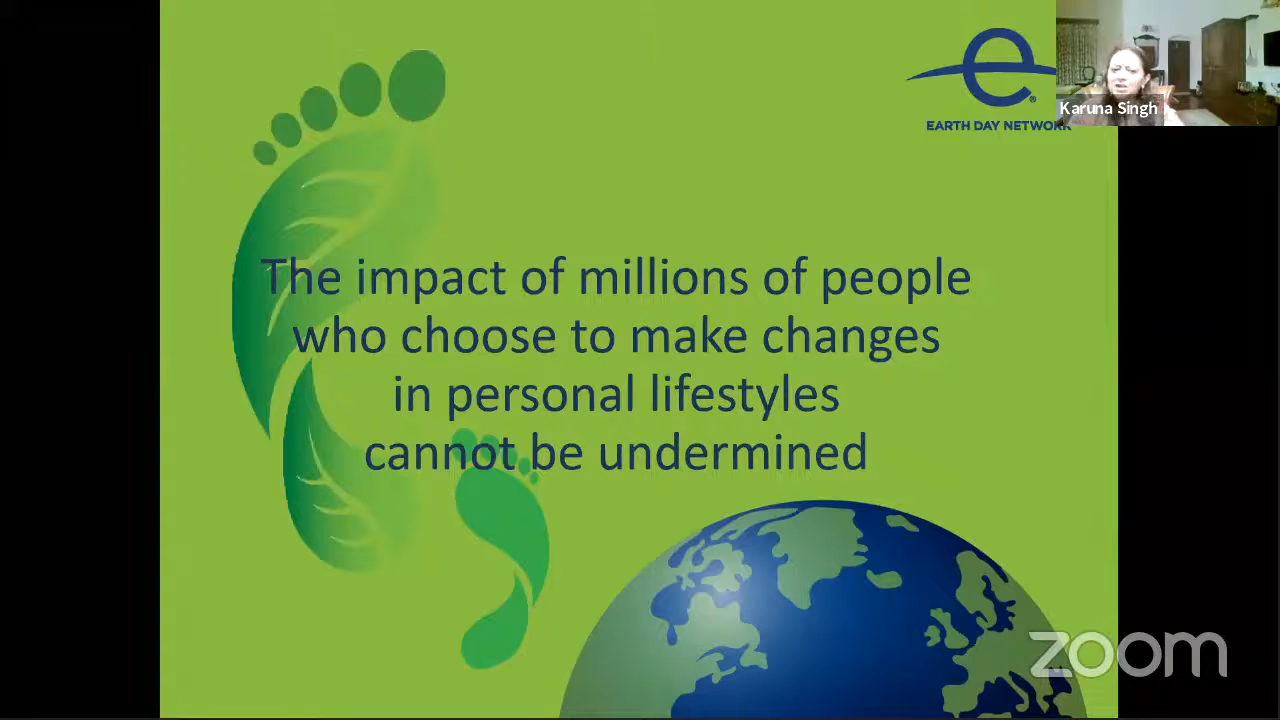 e
EARTH DAY NETWORK
Karuna Singh
The impact of millions of people
who choose to make changes
in personal lifestyles
cannot be undermined
zoom